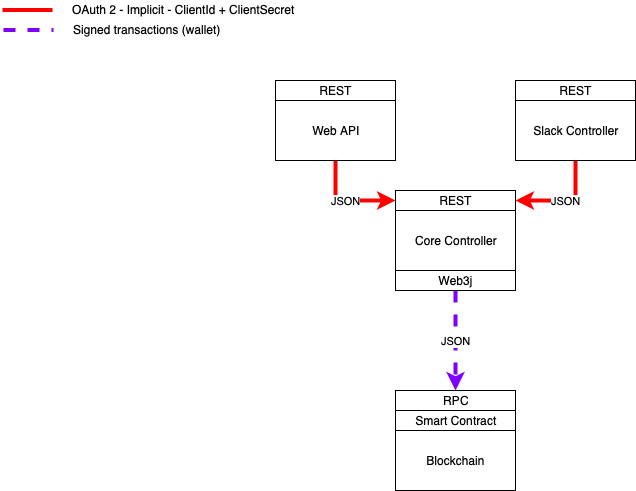 OAuth 2 - Implicit - ClientId + ClientSecret
Signed transactions (wallet)
REST
REST
Web API
Slack Controller
JSON
REST
JSON
Core Controller
Web3j
JSON
RPC
Smart Contract
Blockchain